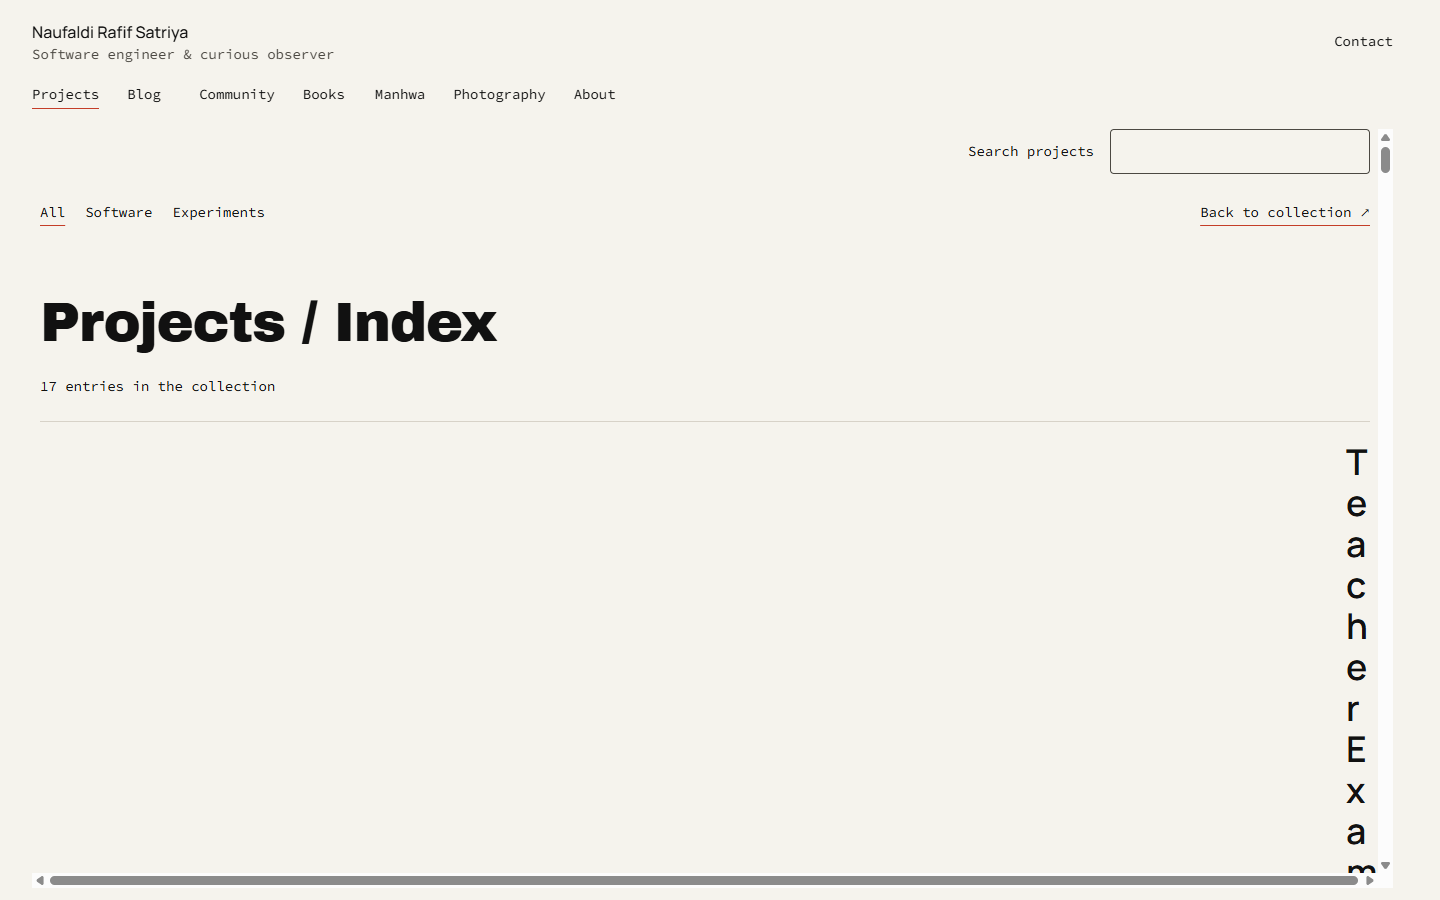 Naufaldi Rafif Satriya
Software engineer & curious observer
Contact
Projects
Blog
Community
Books
Manhwa
Photography
About
Search projects
All
Software
Experiments
Back to collection ↗
Projects / Index
17 entries in the collection
T
e
a
c
h
e
r
E
x
a
m